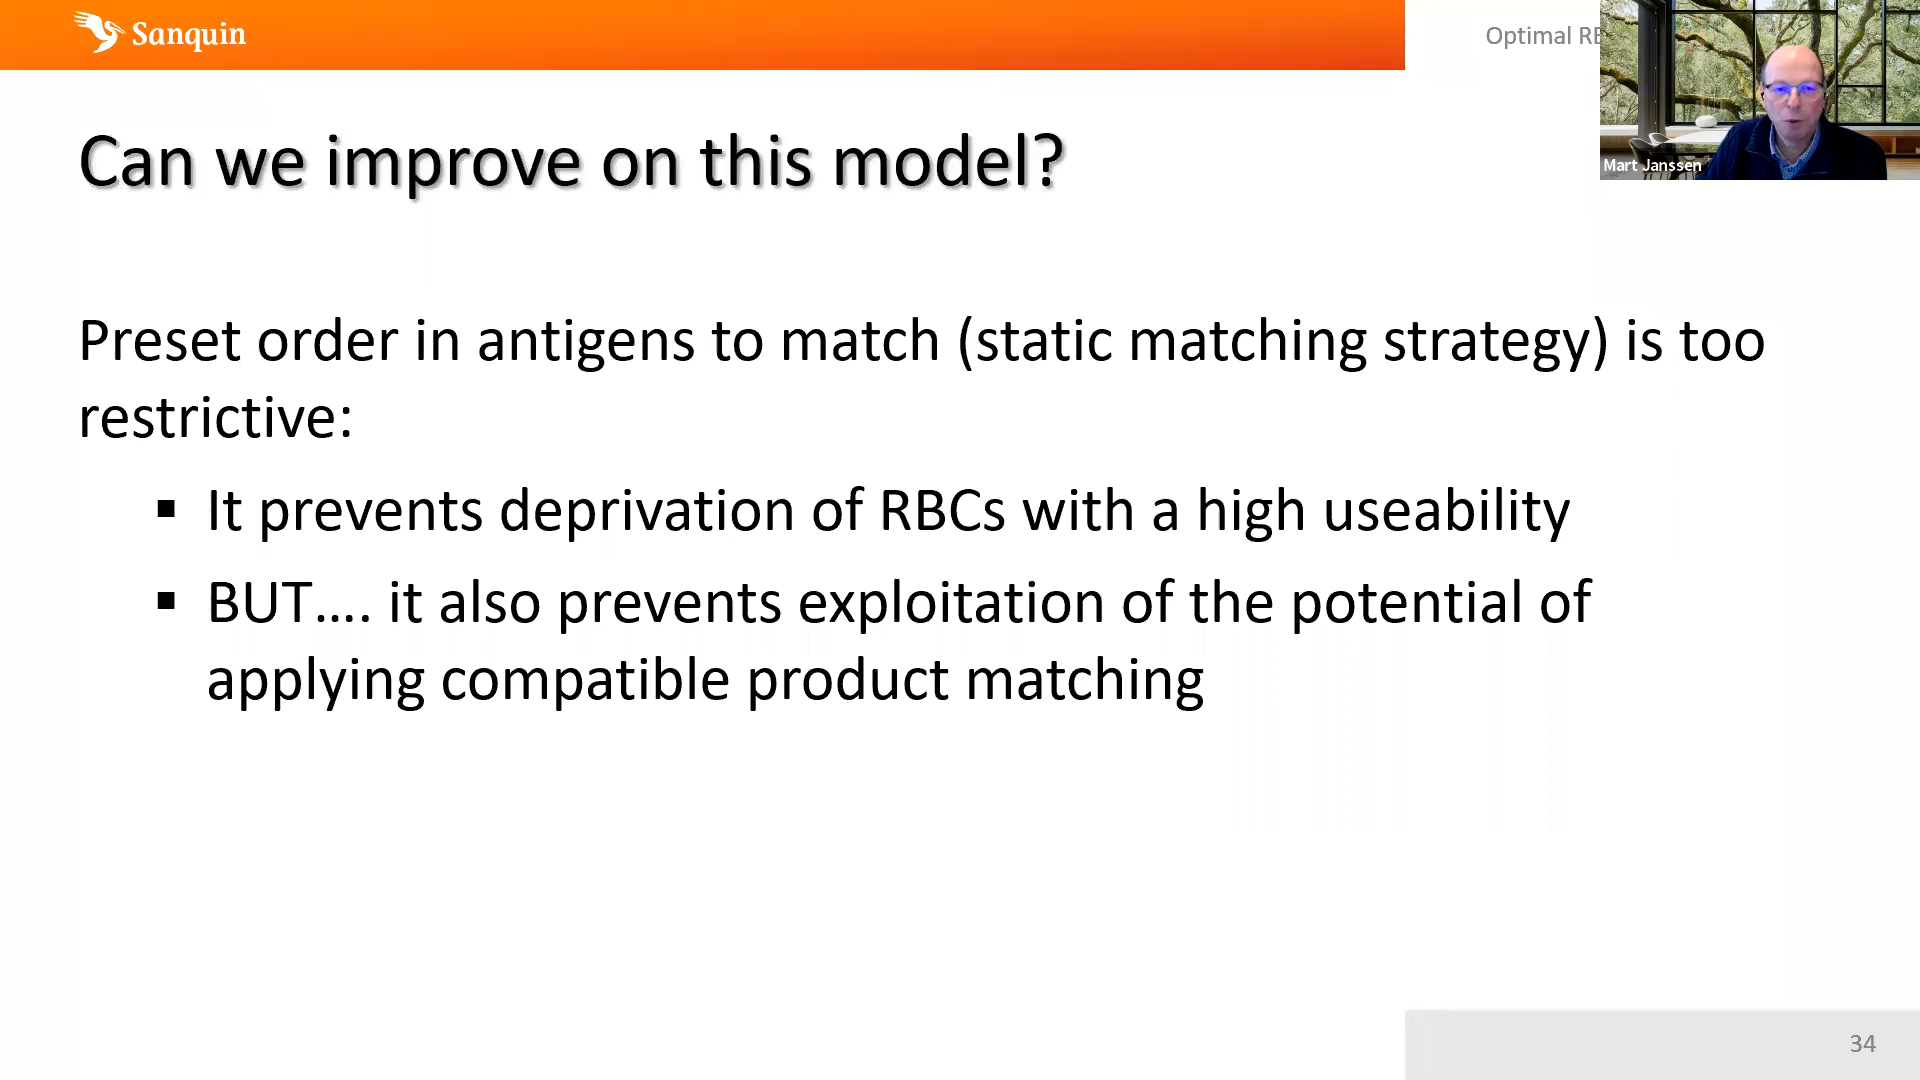 Sanquin
Optimal
Mart Janssen
Can we improve on this model?
Preset order in antigens to match (static matching strategy) is too
restrictive:
▪ It prevents deprivation of RBCs with a high useability
▪ BUT.... it also prevents exploitation of the potential of
applying compatible product matching
34